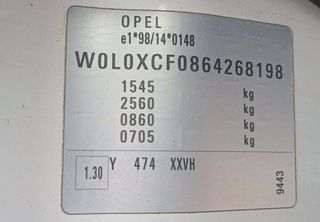 OPEL
e1*98/14*0148
W0L0XCF0864268198
1545 kg
2560 kg
0860 kg
0705 kg
1.30 Y 474 XXVH
9443